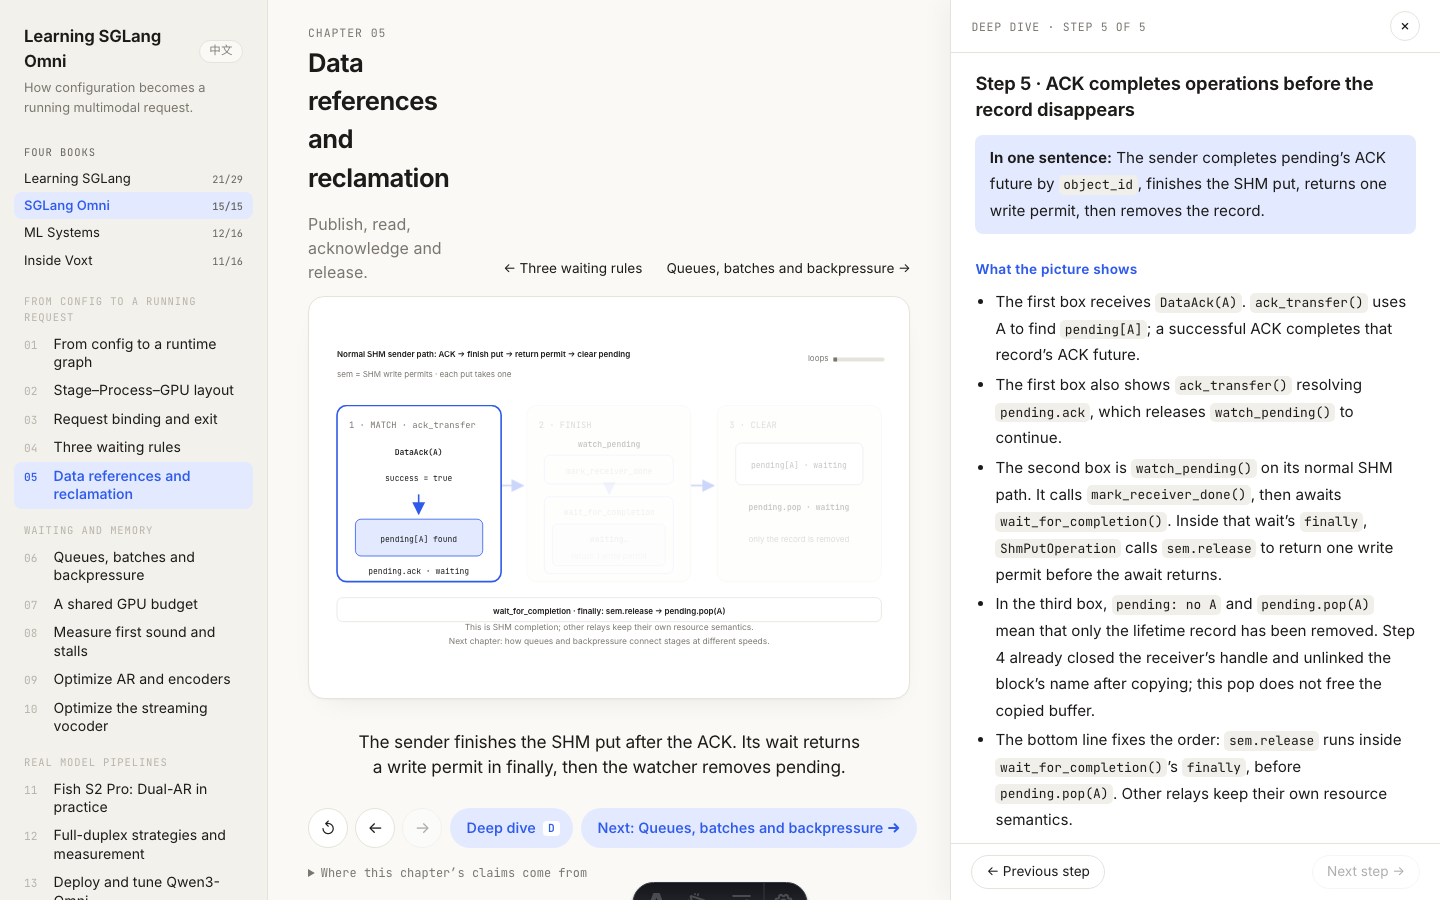 Learning SGLang
Omni
中文
How configuration becomes a
running multimodal request.
FOUR BOOKS
Learning SGLang 21/29
SGLang Omni 15/15
ML Systems 12/16
Inside Voxt 11/16
FROM CONFIG TO A RUNNING
REQUEST
01 From config to a runtime
graph
02 Stage–Process–GPU layout
03 Request binding and exit
04 Three waiting rules
05 Data references and
reclamation
WAITING AND MEMORY
06 Queues, batches and
backpressure
07 A shared GPU budget
08 Measure first sound and
stalls
09 Optimize AR and encoders
10 Optimize the streaming
vocoder
REAL MODEL PIPELINES
11 Fish S2 Pro: Dual-AR in
practice
12 Full-duplex strategies and
measurement
13 Deploy and tune Qwen3-
Omni
CHAPTER 05
Data
references
and
reclamation
Publish, read,
acknowledge and
release.
← Three waiting rules Queues, batches and backpressure →
Normal SHM sender path: ACK → finish put → return permit → clear pending
sem = SHM write permits · each put takes one
loops
1 · MATCH · ack_transfer
DataAck(A)
success = true
pending[A] found
pending.ack · waiting
2 · FINISH
watch_pending
mark_receiver_done
wait_for_completion
waiting…
3 · CLEAR
pending[A] · waiting
pending.pop · waiting
only the record is removed
wait_for_completion · finally: sem.release → pending.pop(A)
This is SHM completion; other relays keep their own resource semantics.
Next chapter: how queues and backpressure connect stages at different speeds.
The sender finishes the SHM put after the ACK. Its wait returns
a write permit in finally, then the watcher removes pending.
Deep dive D
Next: Queues, batches and backpressure →
▶ Where this chapter's claims come from
DEEP DIVE · STEP 5 OF 5
Step 5 · ACK completes operations before the
record disappears
In one sentence: The sender completes pending's ACK
future by object_id, finishes the SHM put, returns one
write permit, then removes the record.
What the picture shows
• The first box receives DataAck(A). ack_transfer() uses
A to find pending[A]; a successful ACK completes that
record's ACK future.
• The first box also shows ack_transfer() resolving
pending.ack, which releases watch_pending() to
continue.
• The second box is watch_pending() on its normal SHM
path. It calls mark_receiver_done(), then awaits
wait_for_completion(). Inside that wait's finally,
ShmPutOperation calls sem.release to return one write
permit before the await returns.
• In the third box, pending: no A and pending.pop(A)
mean that only the lifetime record has been removed. Step
4 already closed the receiver's handle and unlinked the
block's name after copying; this pop does not free the
copied buffer.
• The bottom line fixes the order: sem.release runs inside
wait_for_completion()'s finally, before
pending.pop(A). Other relays keep their own resource
semantics.
← Previous step
Next step →